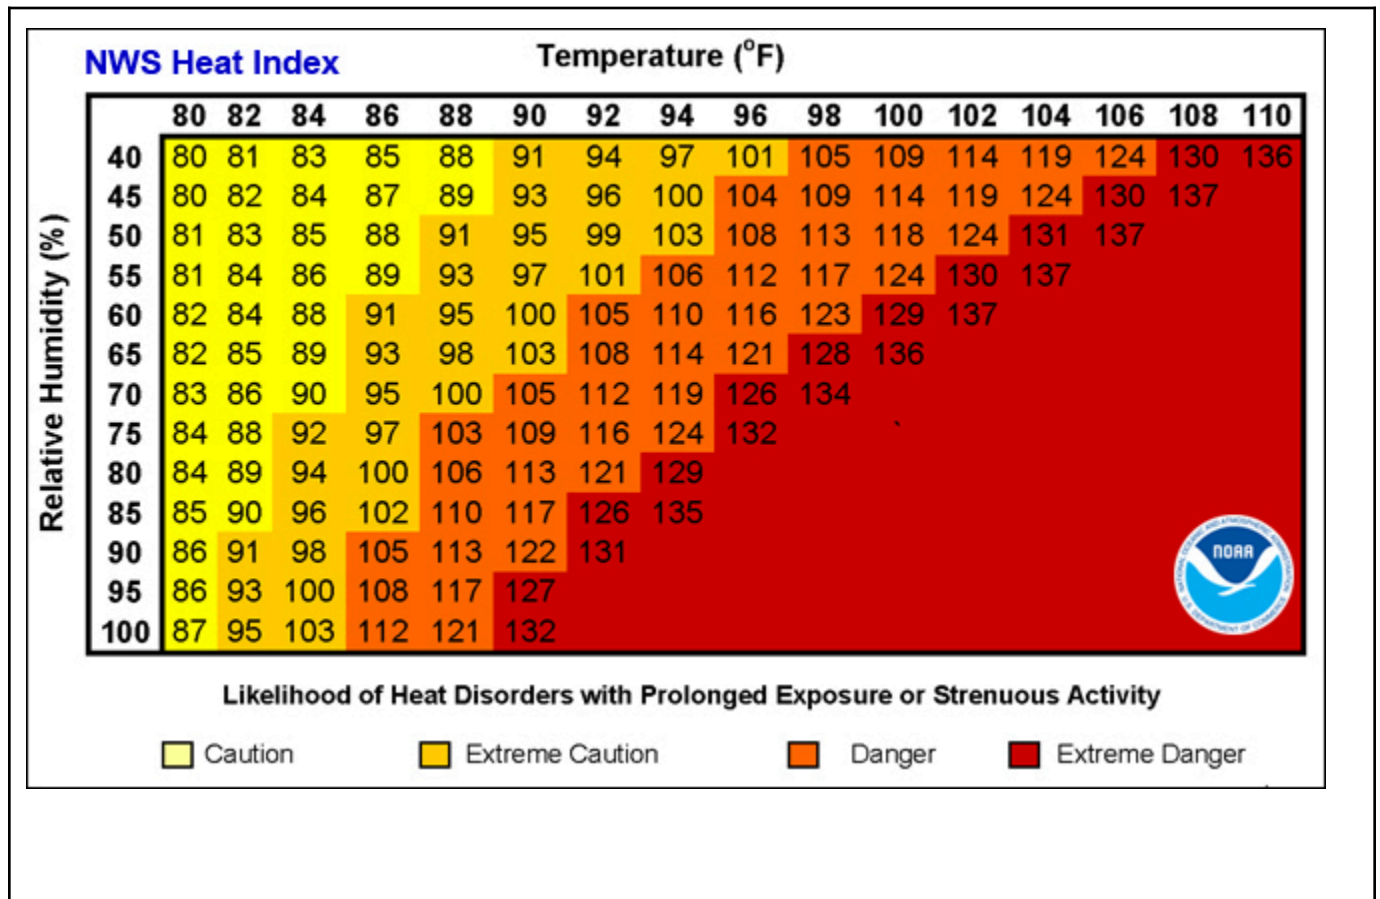 NWS Heat Index
Temperature (°F)
80 82 84 86 88 90 92 94 96 98 100 102 104 106 108 110
Relative Humidity (%)
40 80 81 83 85 88 91 94 97 101 105 109 114 119 124 130 136
45 80 82 84 87 89 93 96 100 104 109 114 119 124 130 137
50 81 83 85 88 91 95 99 103 108 113 118 124 131 137
55 81 84 86 89 93 97 101 106 112 117 124 130 137
60 82 84 88 91 95 100 105 110 116 123 129 137
65 82 85 89 93 98 103 108 114 121 128 136
70 83 86 90 95 100 105 112 119 126 134
75 84 88 92 97 103 109 116 124 132
80 84 89 94 100 106 113 121 129
85 85 90 96 102 110 117 126 135
90 86 91 98 105 113 122 131
95 86 93 100 108 117 127
100 87 95 103 112 121 132
NATIONAL OCEANIC AND ATMOSPHERIC ADMINISTRATION
NOAA
U.S. DEPARTMENT OF COMMERCE
Likelihood of Heat Disorders with Prolonged Exposure or Strenuous Activity
Caution Extreme Caution Danger Extreme Danger